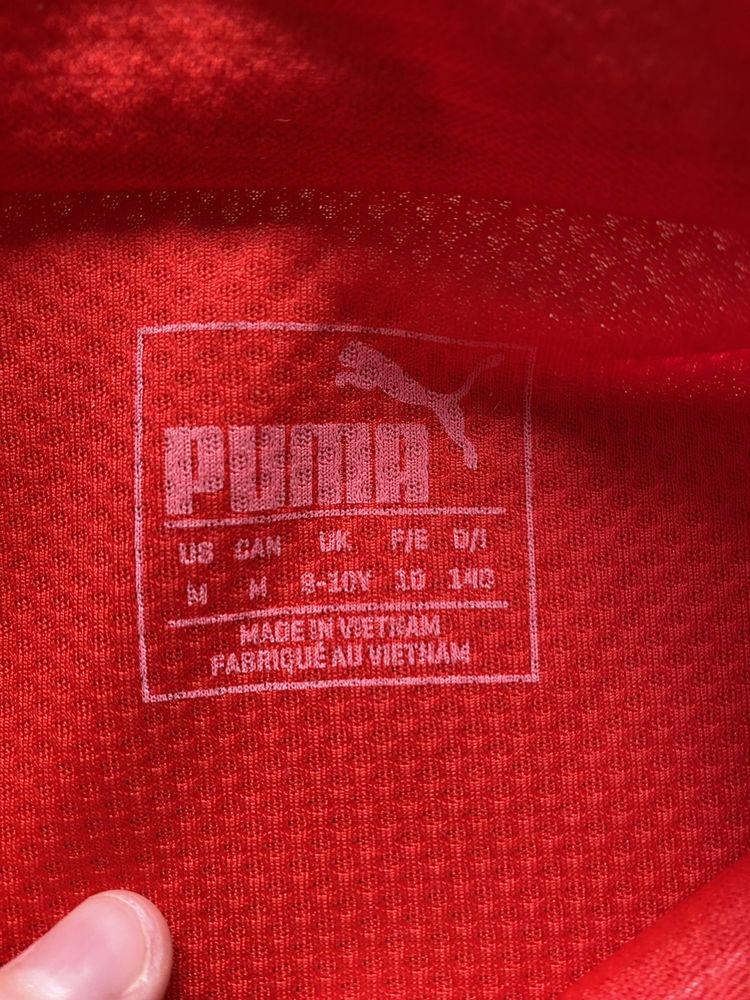 PUMA
US CAN UK F/E D/I
M M 9-10Y 10 140
MADE IN VIETNAM
FABRIQUÉ AU VIETNAM